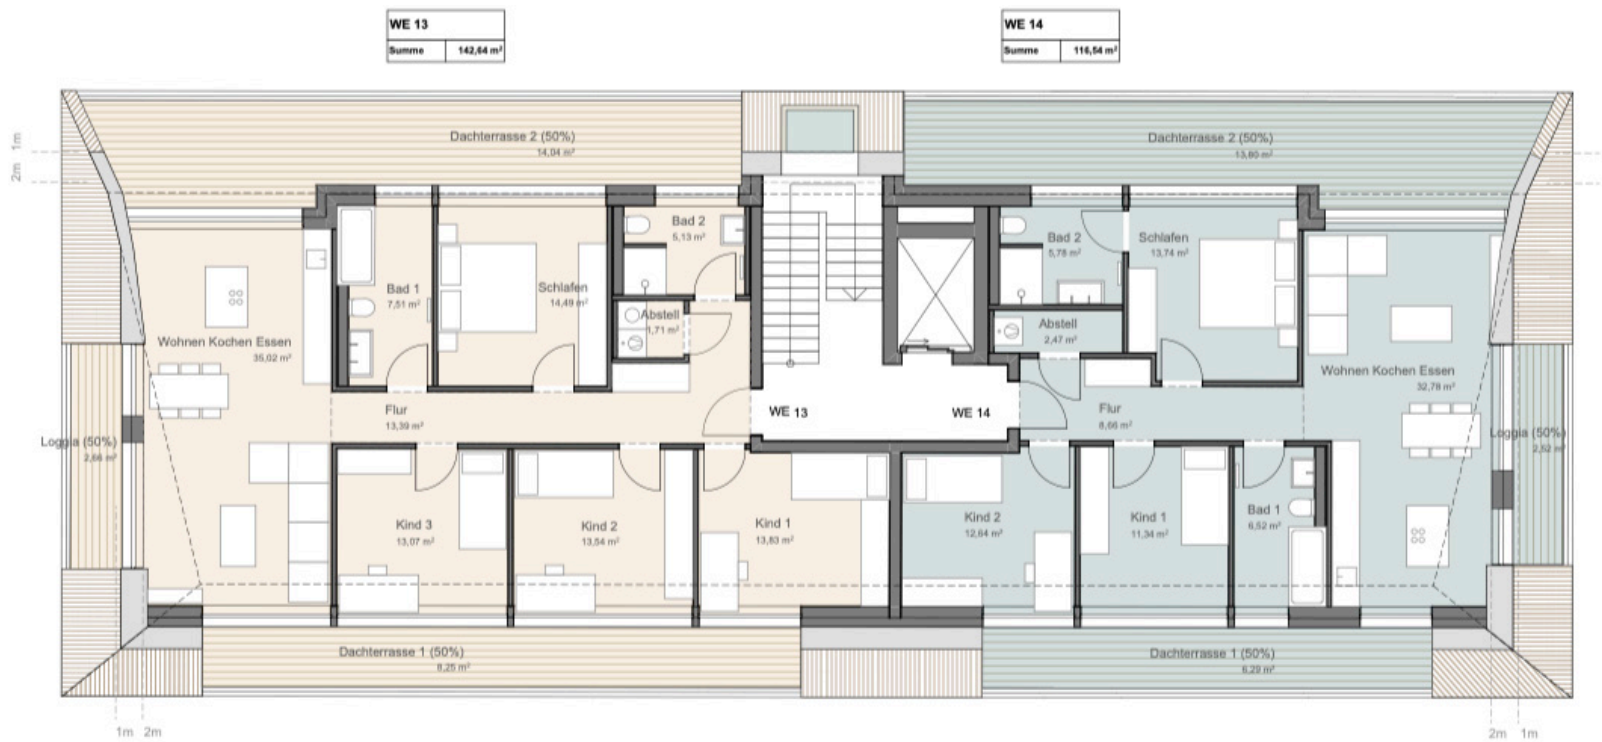 WE 13
Summe 142,64 m²
WE 14
Summe 116,54 m²
Dachterrasse 2 (50%)
14,04 m²
Dachterrasse 2 (50%)
13,80 m²
1m
2m
Bad 2
5,13 m²
Bad 2
5,78 m²
Schlafen
13,74 m²
Bad 1
7,51 m²
Schlafen
14,49 m²
Abstell
1,71 m²
Abstell
2,47 m²
Wohnen Kochen Essen
35,02 m²
Wohnen Kochen Essen
32,78 m²
Flur
13,39 m²
WE 13
WE 14
Flur
8,66 m²
Loggia (50%)
2,66 m²
Loggia (50%)
2,52 m²
Kind 3
13,07 m²
Kind 2
13,54 m²
Kind 1
13,83 m²
Kind 2
12,64 m²
Kind 1
11,34 m²
Bad 1
6,52 m²
Dachterrasse 1 (50%)
8,25 m²
Dachterrasse 1 (50%)
6,29 m²
1m 2m
2m 1m